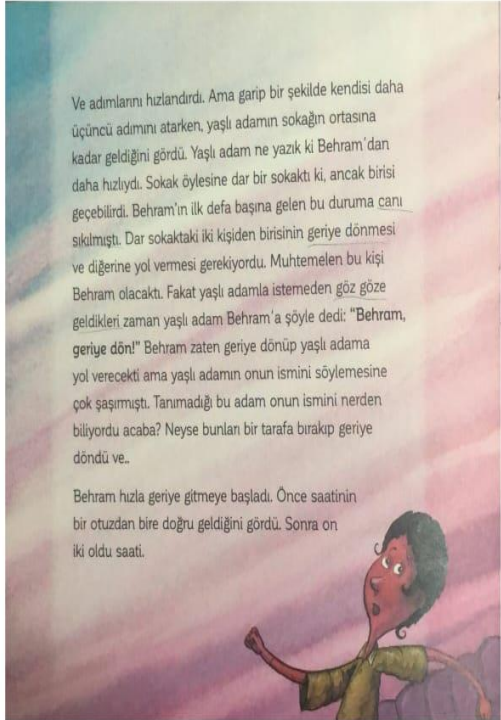 Ve adımlarını hızlandırdı. Ama garip bir şekilde kendisi daha
üçüncü adımını atarken, yaşlı adamın sokağın ortasına
kadar geldiğini gördü. Yaşlı adam ne yazık ki Behram'dan
daha hızlıydı. Sokak öylesine dar bir sokaktı ki, ancak birisi
geçebilirdi. Behram'ın ilk defa başına gelen bu duruma canı
sıkılmıştı. Dar sokaktaki iki kişiden birisinin geriye dönmesi
ve diğerine yol vermesi gerekiyordu. Muhtemelen bu kişi
Behram olacaktı. Fakat yaşlı adamla istemeden göz göze
geldikleri zaman yaşlı adam Behram'a şöyle dedi: "Behram,
geriye dön!" Behram zaten geriye dönüp yaşlı adama
yol verecekti ama yaşlı adamın onun ismini söylemesine
çok şaşırmıştı. Tanımadığı bu adam onun ismini nerden
biliyordu acaba? Neyse bunları bir tarafa bırakıp geriye
döndü ve..
Behram hızla geriye gitmeye başladı. Önce saatinin
bir otuzdan bire doğru geldiğini gördü. Sonra on
iki oldu saati.